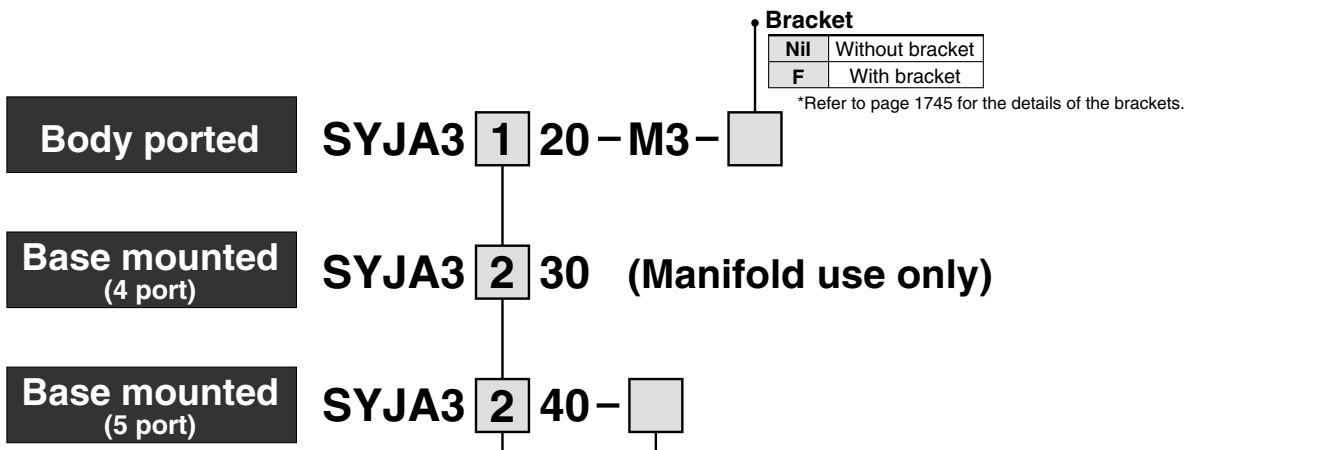 Bracket
Nil Without bracket
F With bracket
*Refer to page 1745 for the details of the brackets.
Body ported SYJA3 1 20-M3-
Base mounted
(4 port)
SYJA3 2 30 (Manifold use only)
Base mounted
(5 port)
SYJA3 2 40-